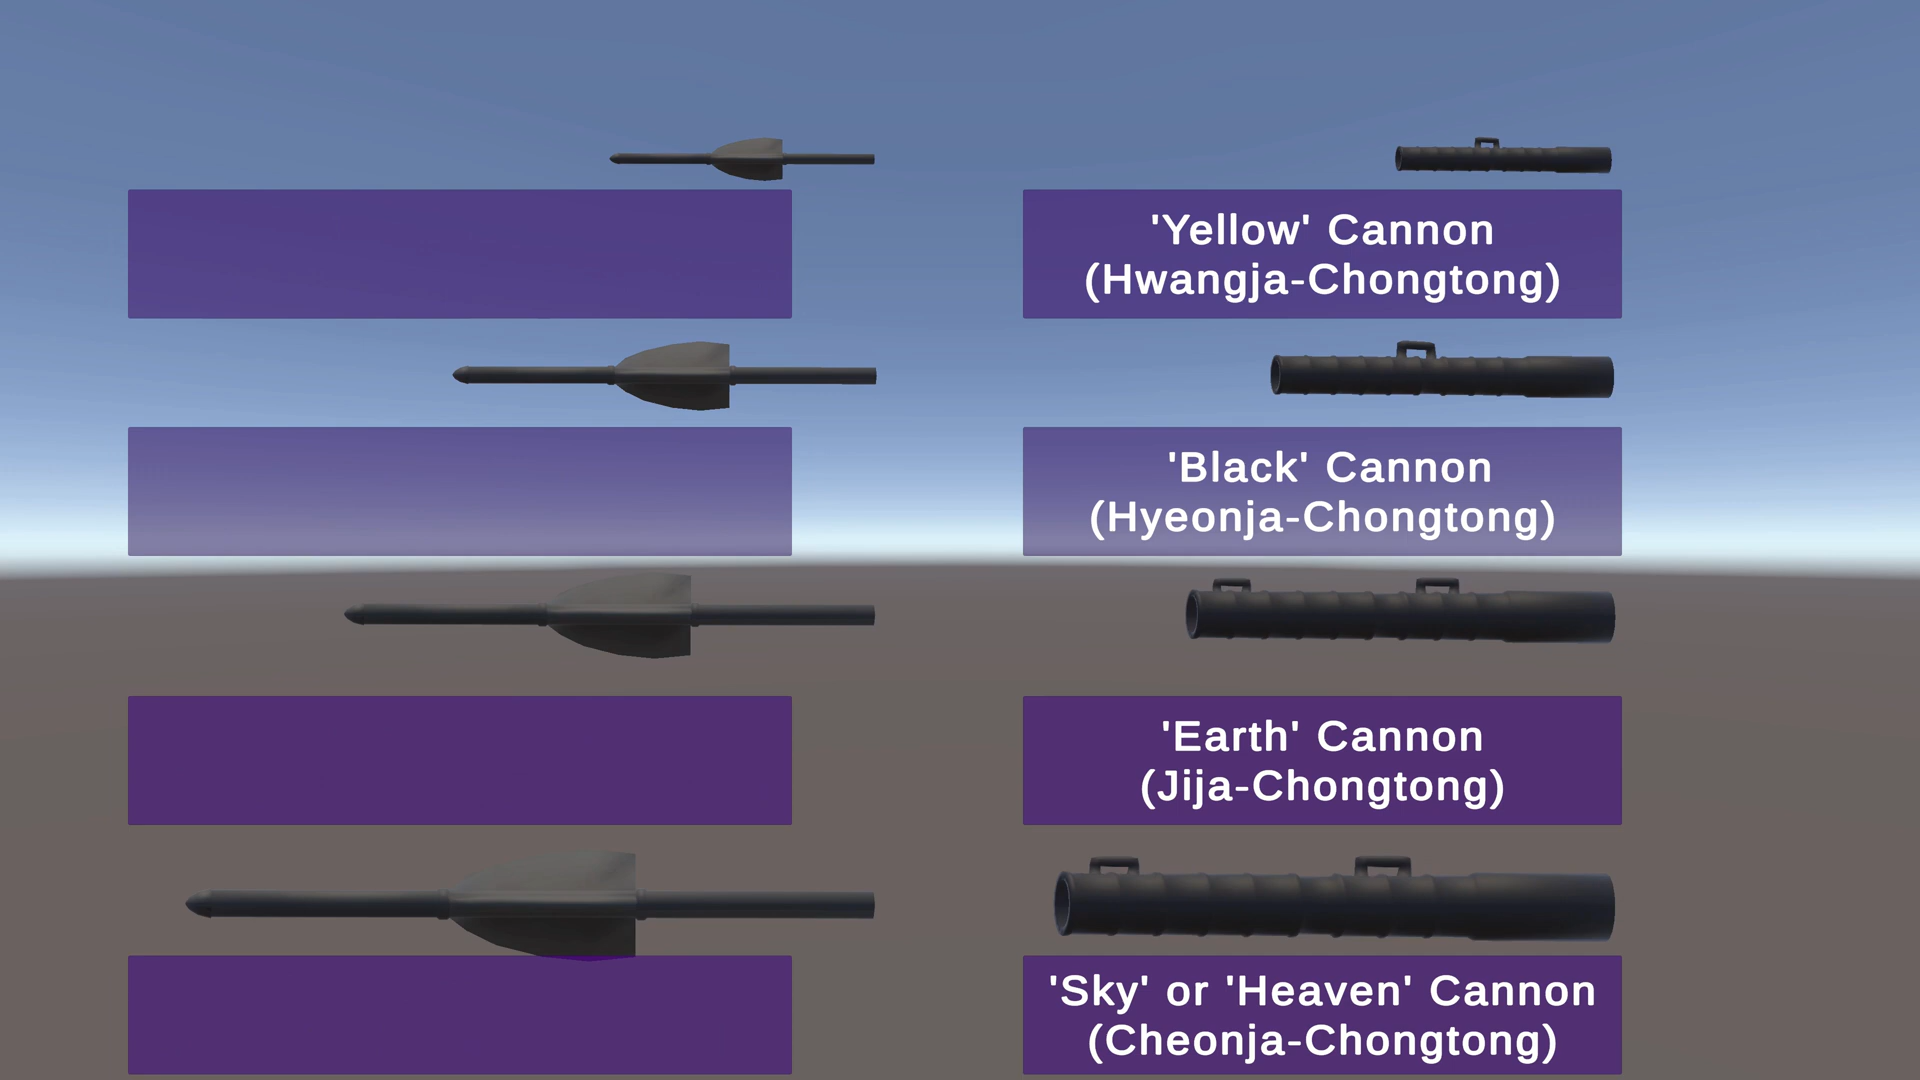 'Yellow' Cannon
(Hwangja-Chongtong)
'Black' Cannon
(Hyeonja-Chongtong)
'Earth' Cannon
(Jija-Chongtong)
'Sky' or 'Heaven' Cannon
(Cheonja-Chongtong)